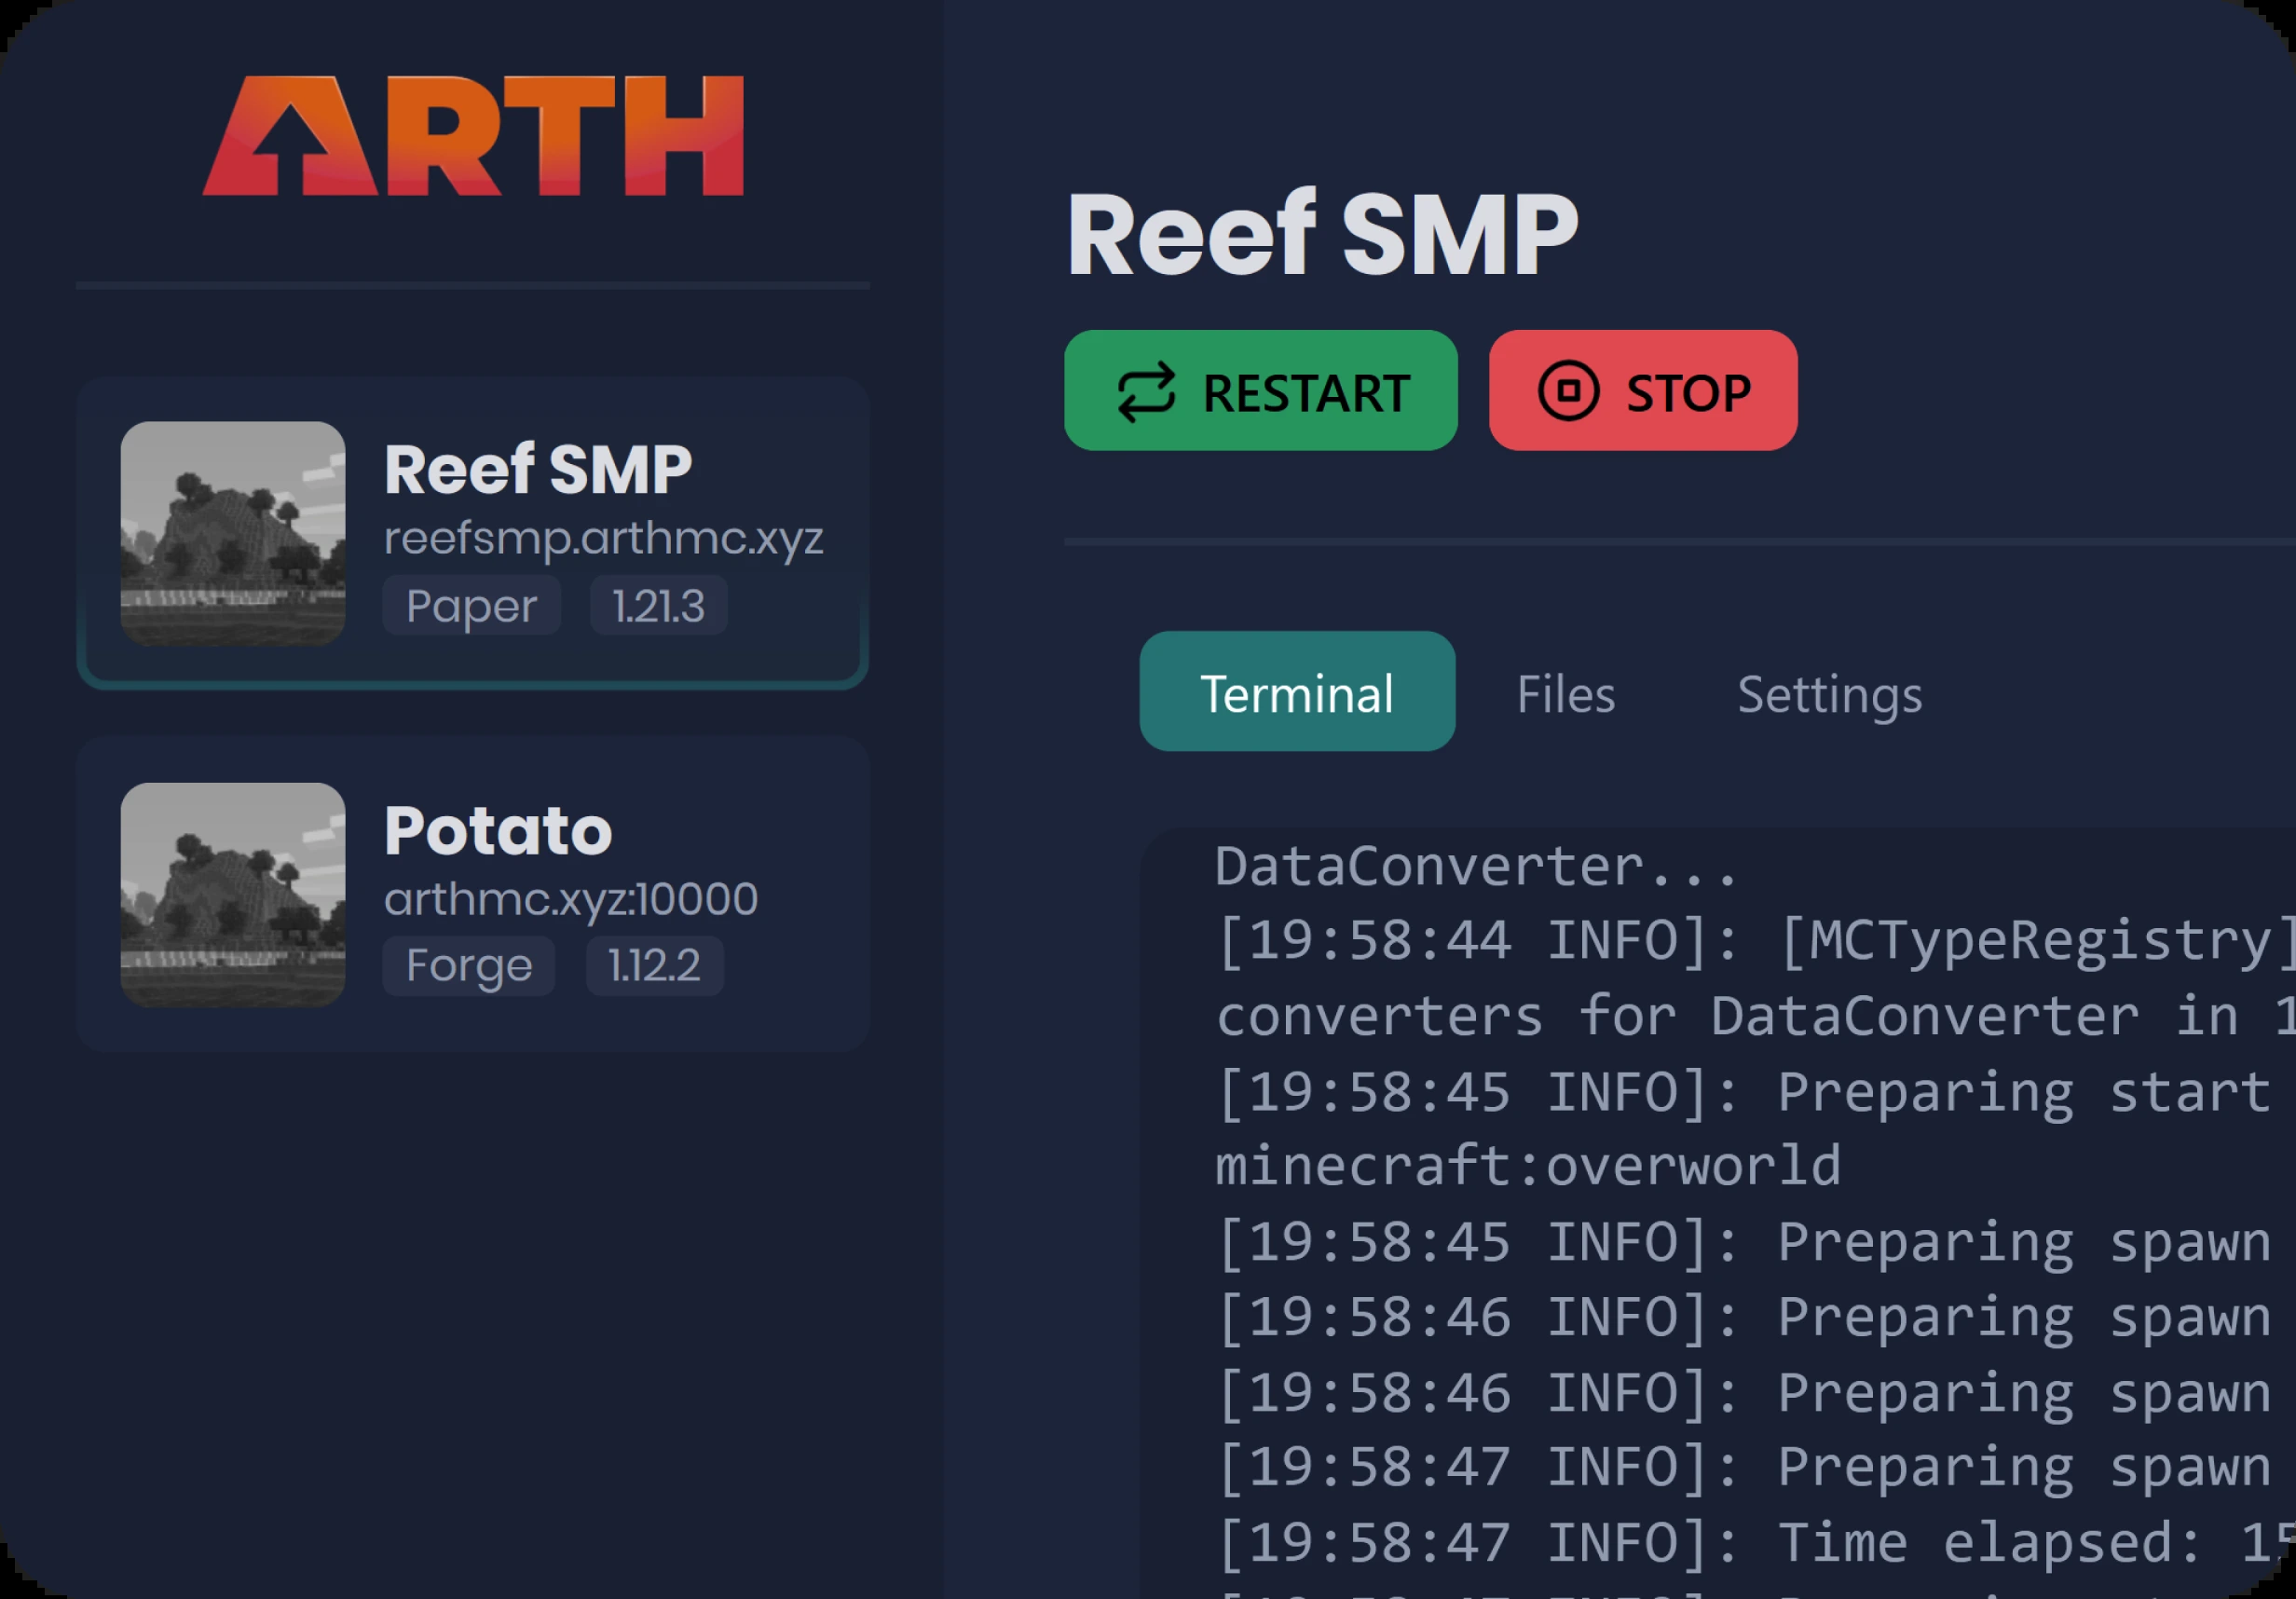 ARTH
Reef SMP
reefsmp.arthmc.xyz
Paper 1.21.3
Potato
arthmc.xyz:10000
Forge 1.12.2
Reef SMP
RESTART STOP
Terminal Files Settings
DataConverter...
[19:58:44 INFO]: [MCTypeRegistry]
converters for DataConverter in 1
[19:58:45 INFO]: Preparing start
minecraft:overworld
[19:58:45 INFO]: Preparing spawn
[19:58:46 INFO]: Preparing spawn
[19:58:46 INFO]: Preparing spawn
[19:58:47 INFO]: Preparing spawn
[19:58:47 INFO]: Time elapsed: 15